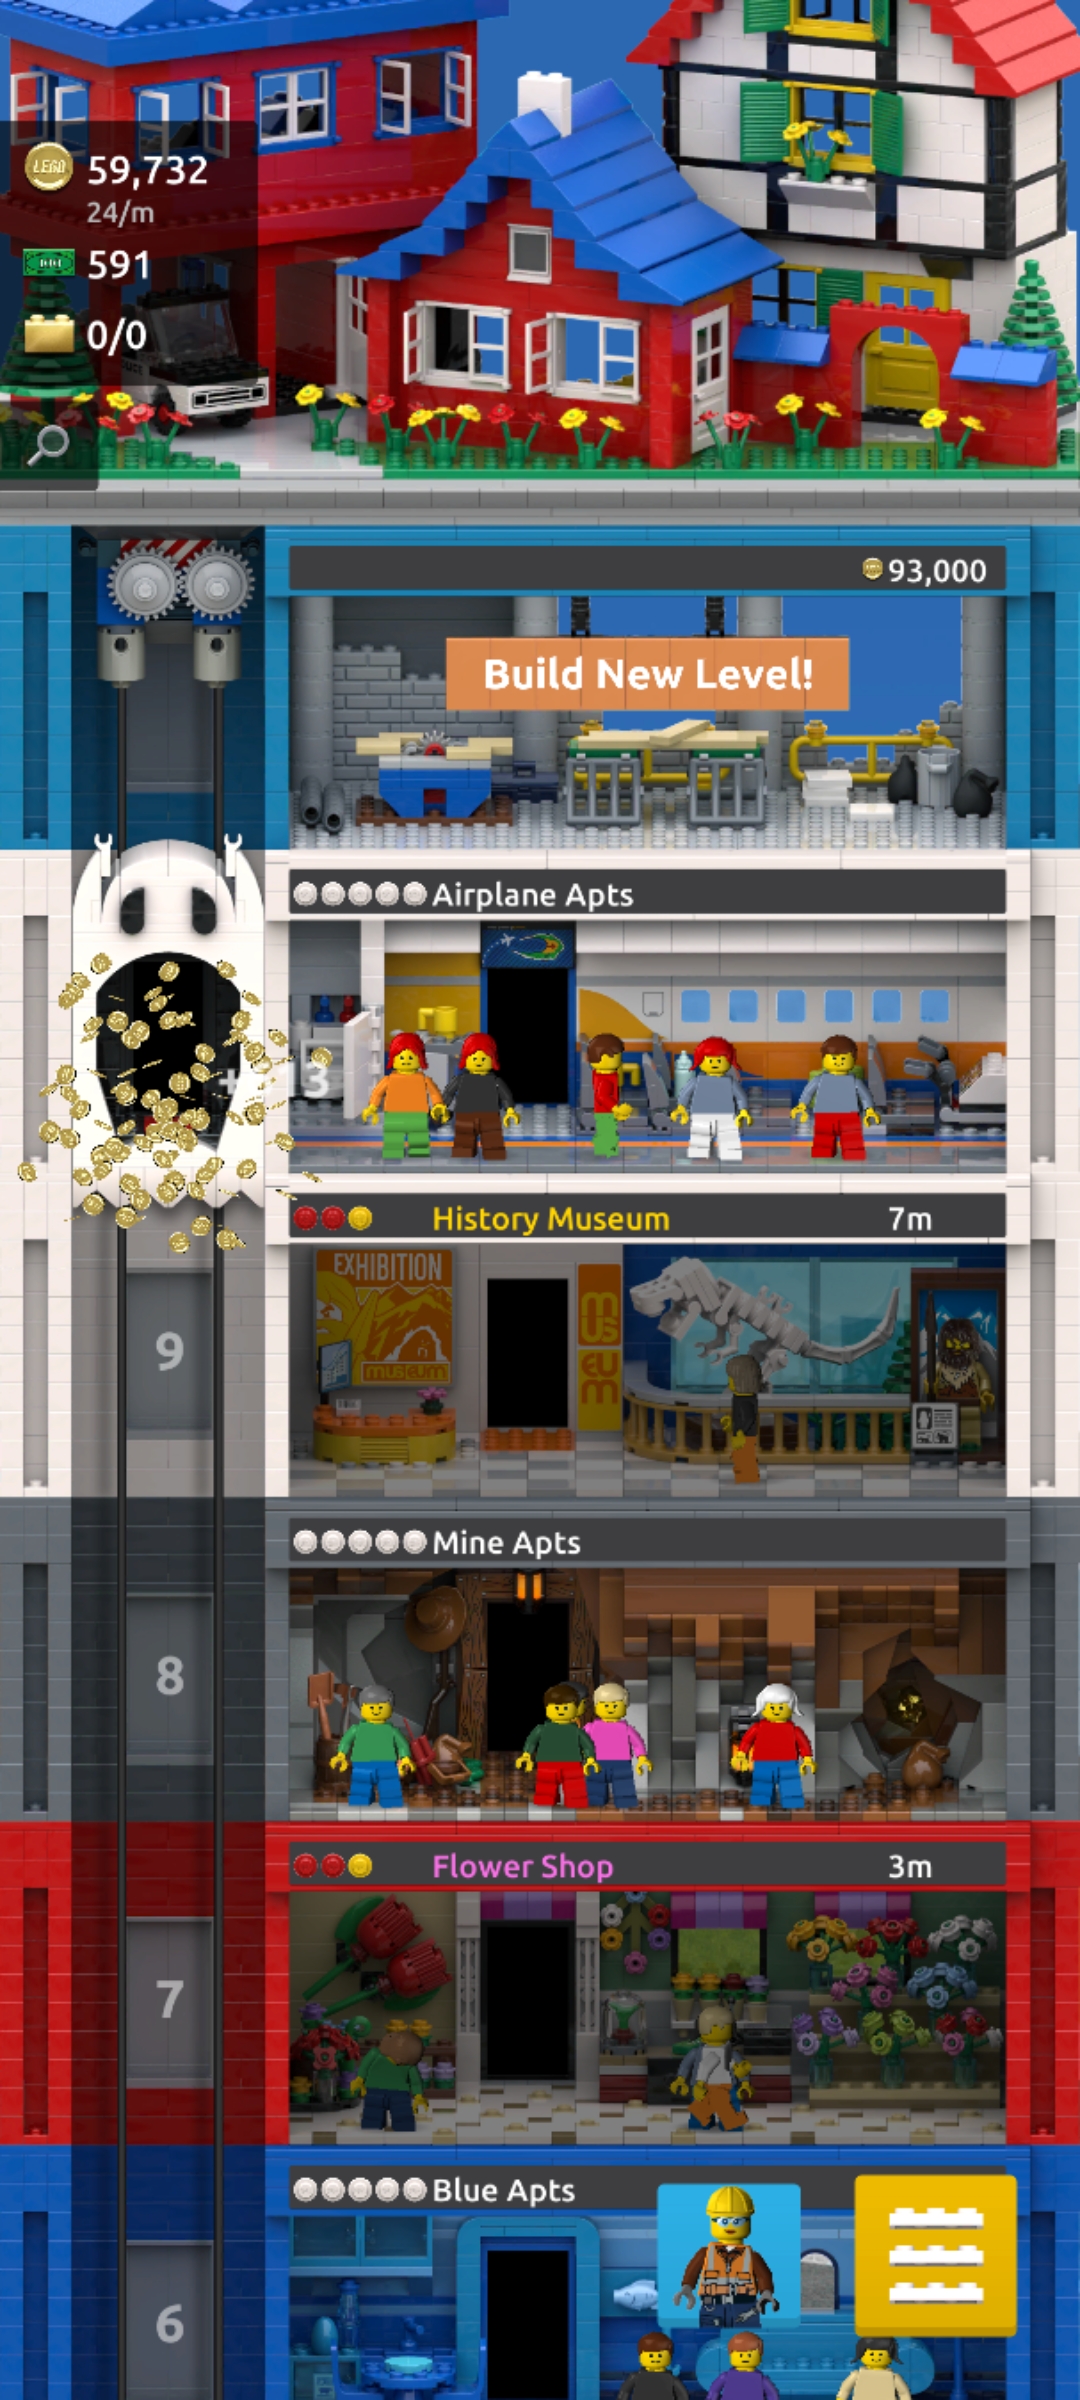 LEGO 59,732
24/m
591
0/0
93,000
Build New Level!
Airplane Apts
History Museum 7m
EXHIBITION
museum
MUSEUM
9
Mine Apts
8
Flower Shop 3m
7
Blue Apts
6